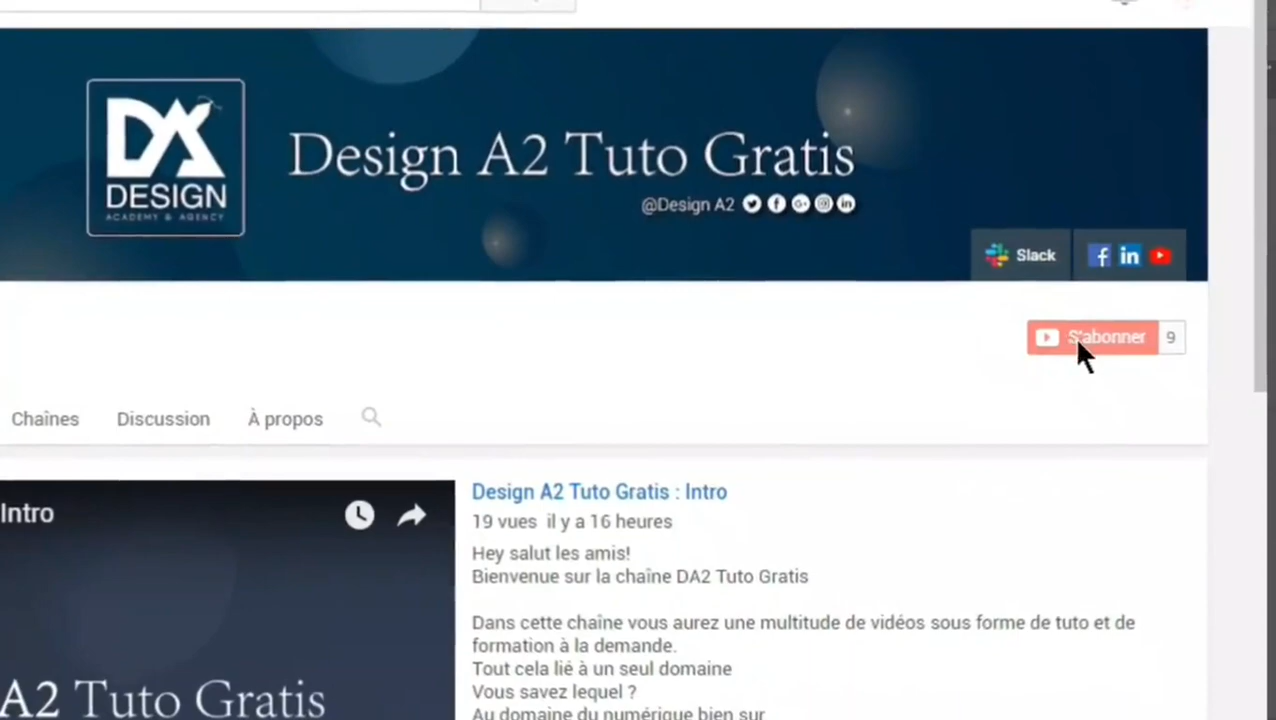 DA
DESIGN
ACADEMY & AGENCY
Design A2 Tuto Gratis
@Design A2
Slack
S'abonner 9
Chaînes Discussion À propos
Intro
A2 Tuto Gratis
Design A2 Tuto Gratis : Intro
19 vues il y a 16 heures
Hey salut les amis!
Bienvenue sur la chaîne DA2 Tuto Gratis
Dans cette chaîne vous aurez une multitude de vidéos sous forme de tuto et de
formation à la demande.
Tout cela lié à un seul domaine
Vous savez lequel ?
Au domaine du numérique bien sur